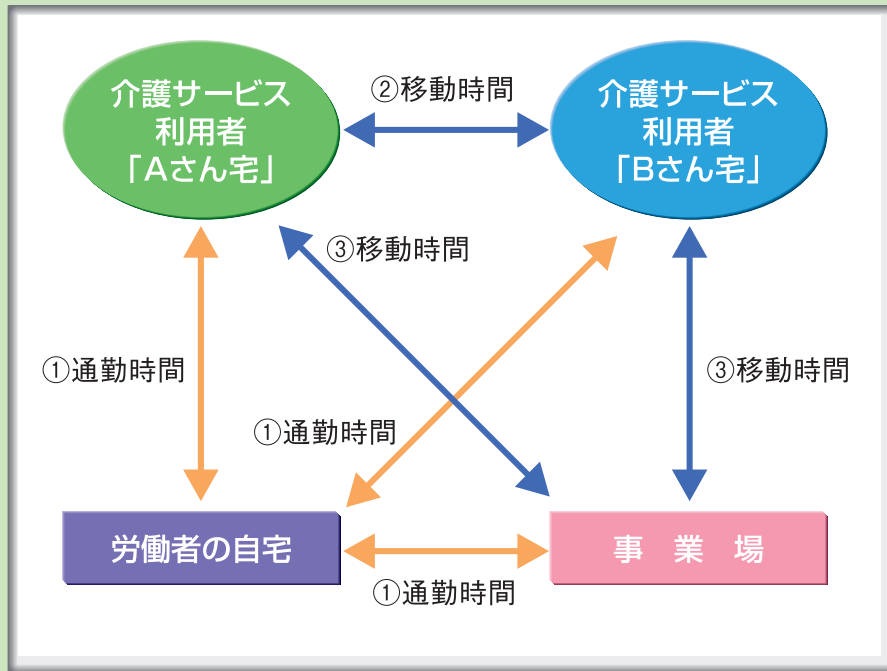 介護サービス
利用者
「Aさん宅」
②移動時間
介護サービス
利用者
「Bさん宅」
③移動時間
①通勤時間
③移動時間
①通勤時間
労働者の自宅
事 業 場
①通勤時間